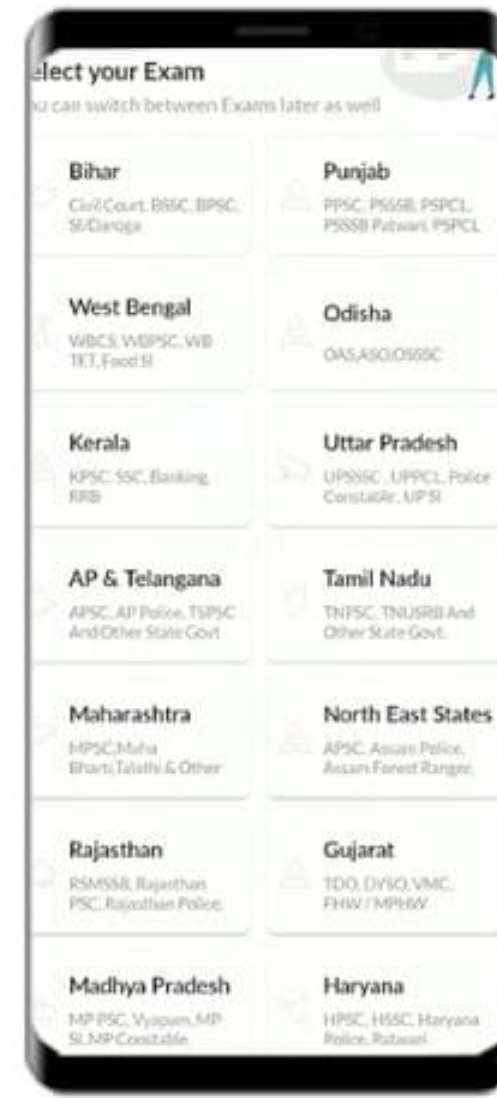 elect your Exam
ou can switch between Exams later as well
Bihar
Civil Court, BSSC, BPSC,
SI/Daroga
Punjab
PPSC, PSSSB, PSPCL,
PSSSB Patwari, PSPCL
West Bengal
WBCS, WBPSC, WB
TET, Food SI
Odisha
OAS,ASO,OSSSC
Kerala
KPSC, SSC, Banking,
RRB
Uttar Pradesh
UPSSSC , UPPCL, Police
Constable, UP SI
AP & Telangana
APSC, AP Police, TSPSC
And Other State Govt
Tamil Nadu
TNPSC, TNUSRB And
Other State Govt.
Maharashtra
MPSC,Maha
Bharti,Talathi & Other
North East States
APSC, Assam Police,
Assam Forest Ranger,
Rajasthan
RSMSSB, Rajasthan
PSC, Rajasthan Police,
Gujarat
TDO, DYSO, VMC,
FHW / MPHW
Madhya Pradesh
MP PSC, Vyapam, MP
SI, MP Constable
Haryana
HPSC, HSSC, Haryana
Police, Patwari